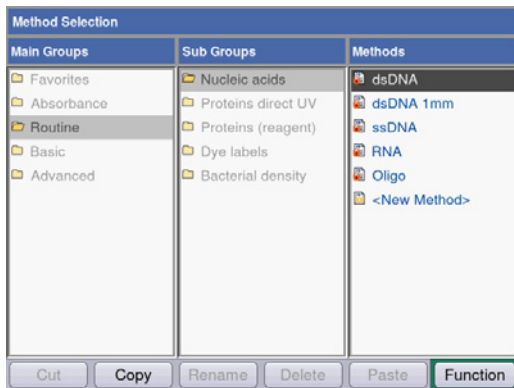 Method Selection
Main Groups
Favorites
Absorbance
Routine
Basic
Advanced
Sub Groups
Nucleic acids
Proteins direct UV
Proteins (reagent)
Dye labels
Bacterial density
Methods
dsDNA
dsDNA 1mm
ssDNA
RNA
Oligo
<New Method>
Cut Copy Rename Delete Paste Function